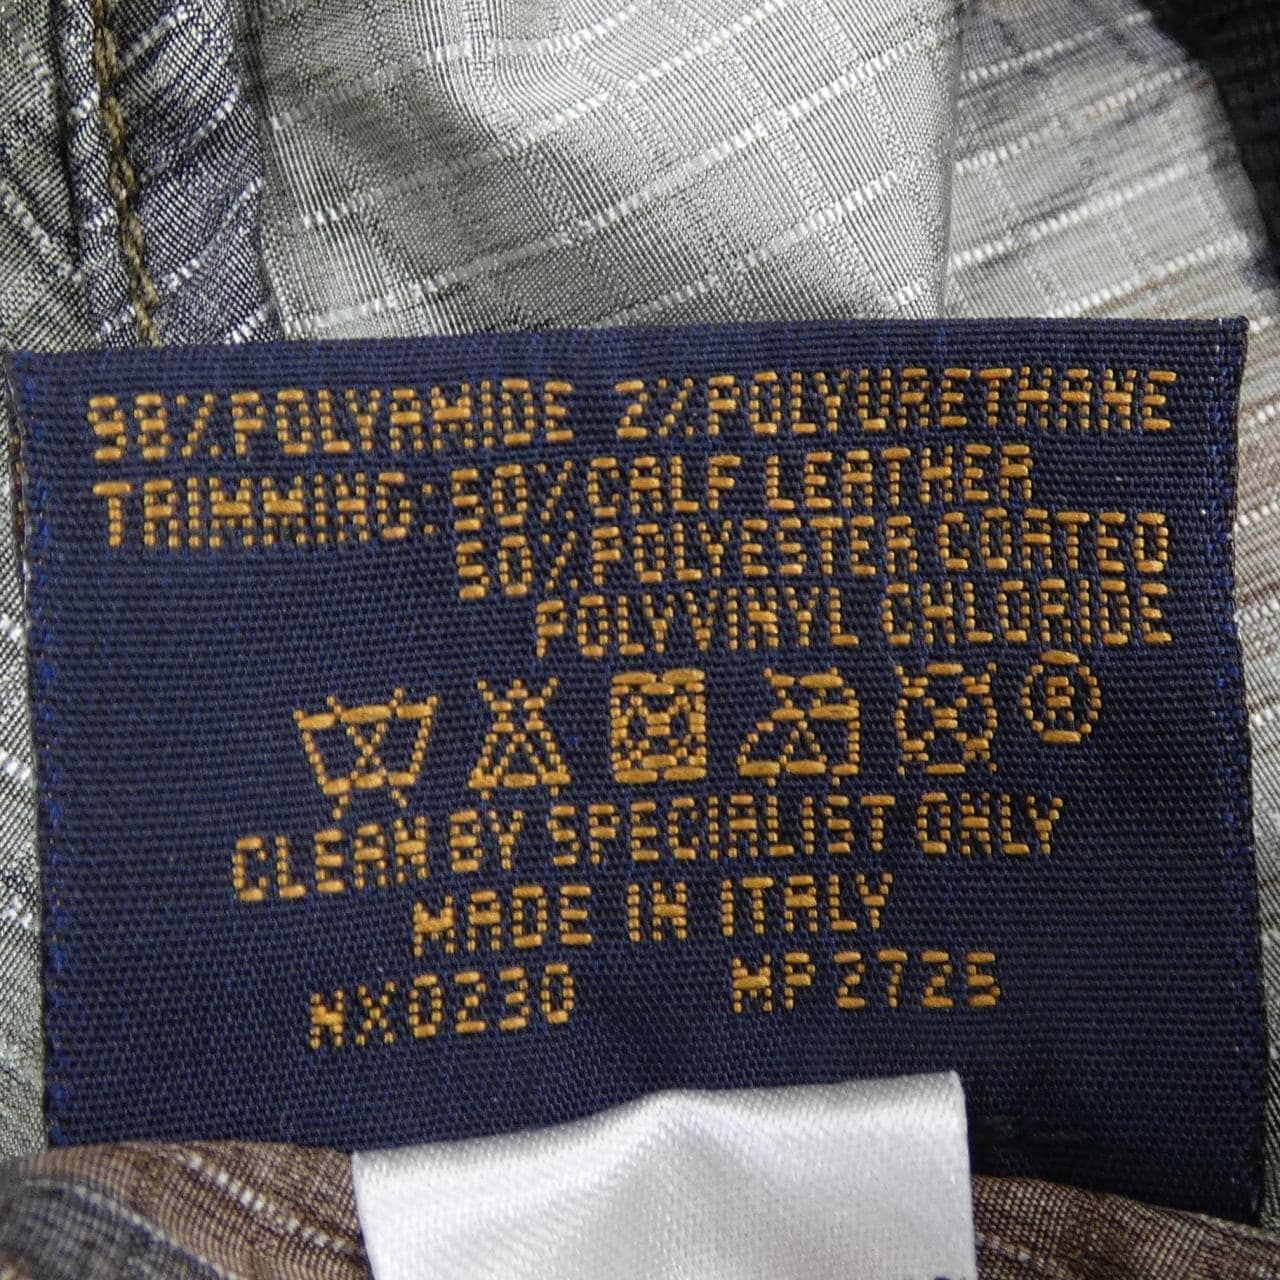 98%POLYAMIDE 2%POLYURETHANE
TRIMMING: 50%CALF LEATHER
50%POLYESTER COATED
POLYVINYL CHLORIDE
CLEAN BY SPECIALIST ONLY
MADE IN ITALY
NX0230 MP2725